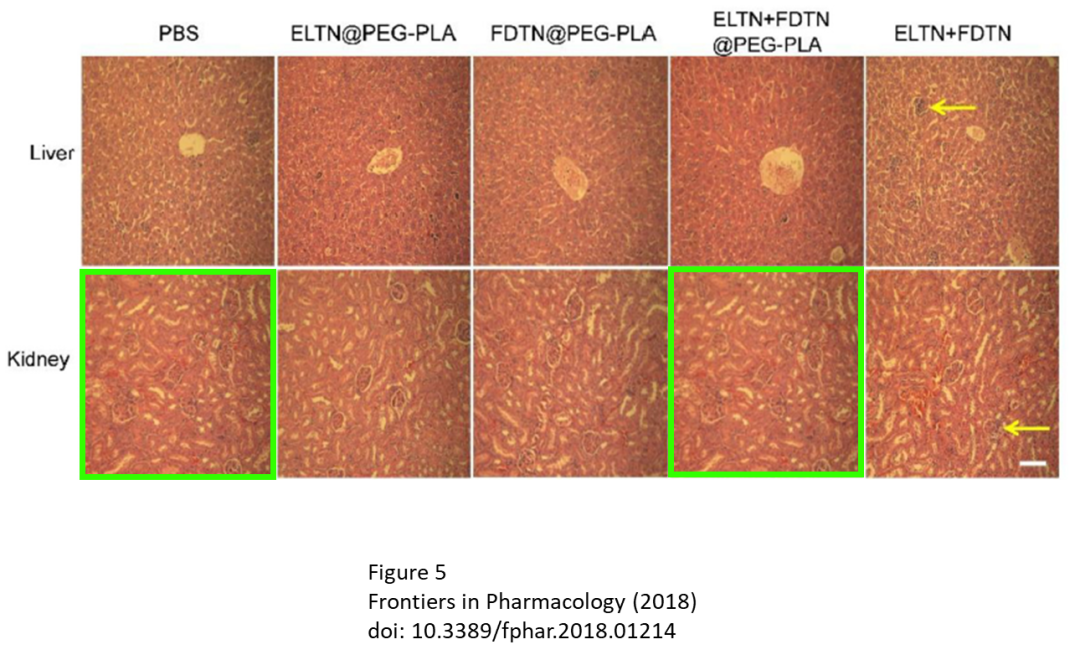 PBS
ELTN@PEG-PLA
FDTN@PEG-PLA
ELTN+FDTN
@PEG-PLA
ELTN+FDTN
Liver
Kidney
Figure 5
Frontiers in Pharmacology (2018)
doi: 10.3389/fphar.2018.01214